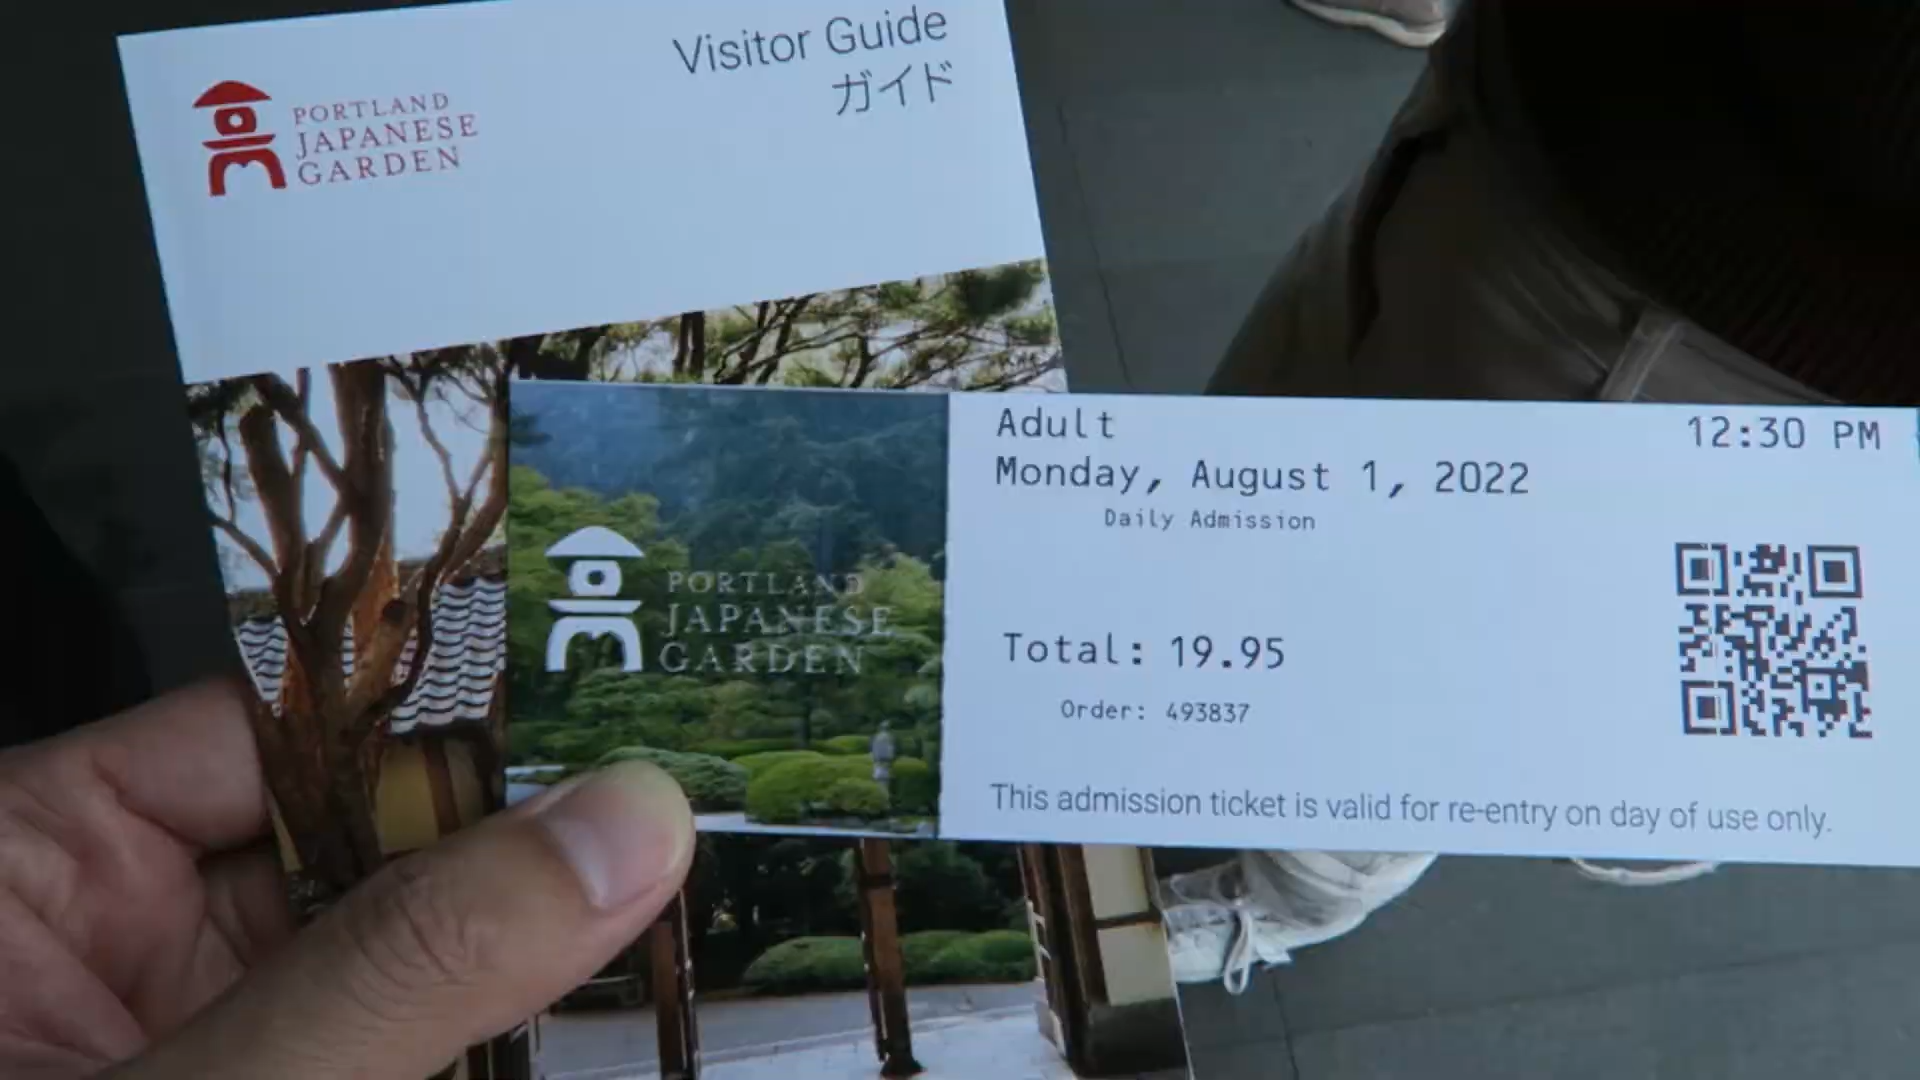 Visitor Guide
ガイド
PORTLAND
JAPANESE
GARDEN
PORTLAND
JAPANESE
GARDEN
Adult
12:30 PM
Monday, August 1, 2022
Daily Admission
Total: 19.95
Order: 493837
This admission ticket is valid for re-entry on day of use only.